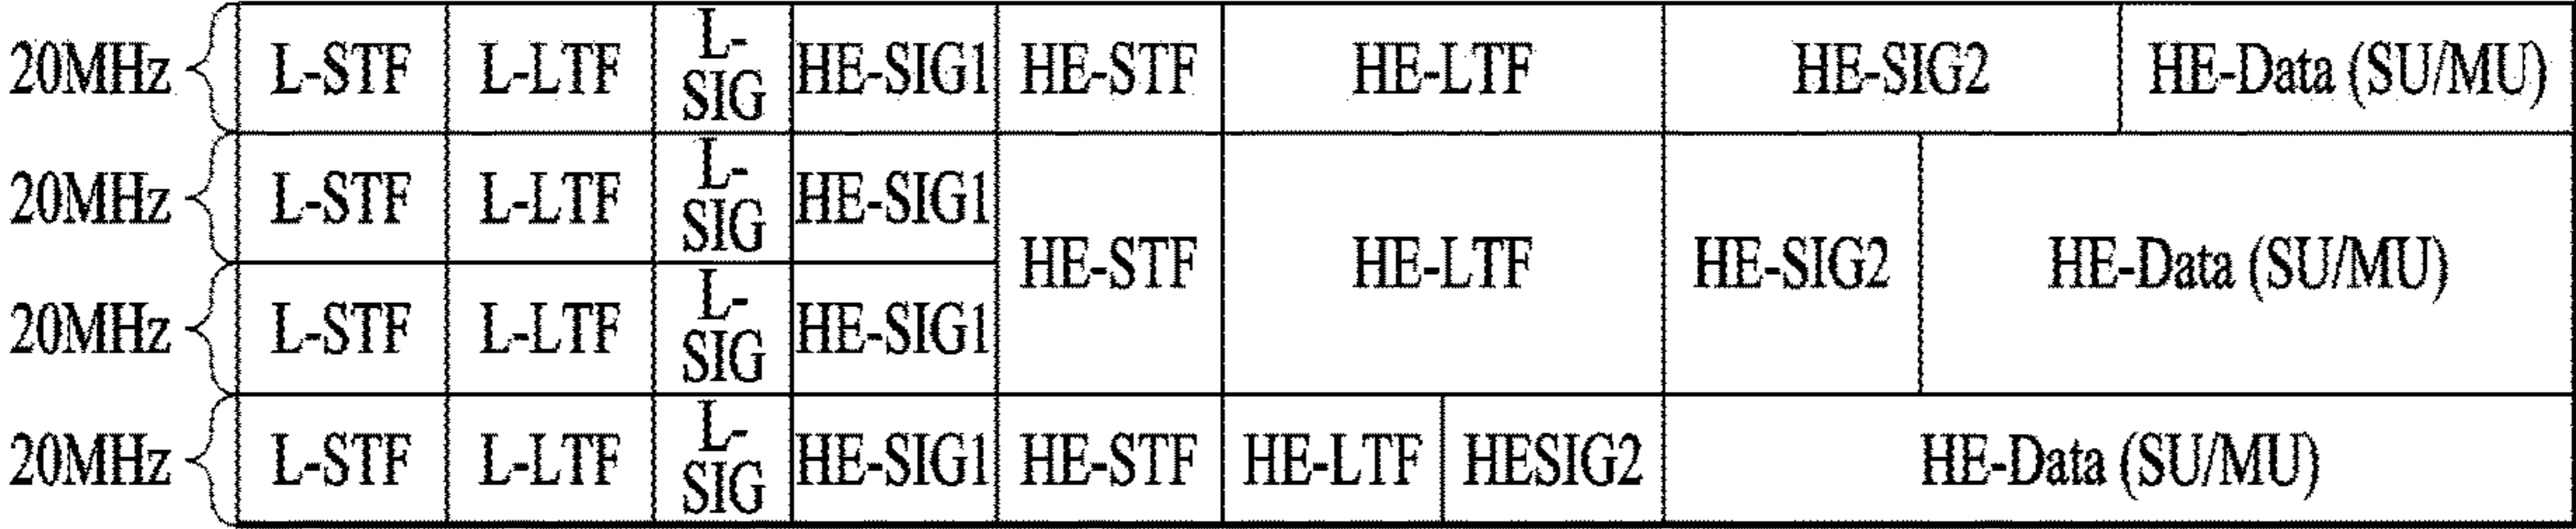 20MHz L-STF L-LTF L-SIG HE-SIG1 HE-STF HE-LTF HE-SIG2 HE-Data (SU/MU)
20MHz L-STF L-LTF L-SIG HE-SIG1
HE-STF HE-LTF HE-SIG2 HE-Data (SU/MU)
20MHz L-STF L-LTF L-SIG HE-SIG1
20MHz L-STF L-LTF L-SIG HE-SIG1 HE-STF HE-LTF HESIG2 HE-Data (SU/MU)